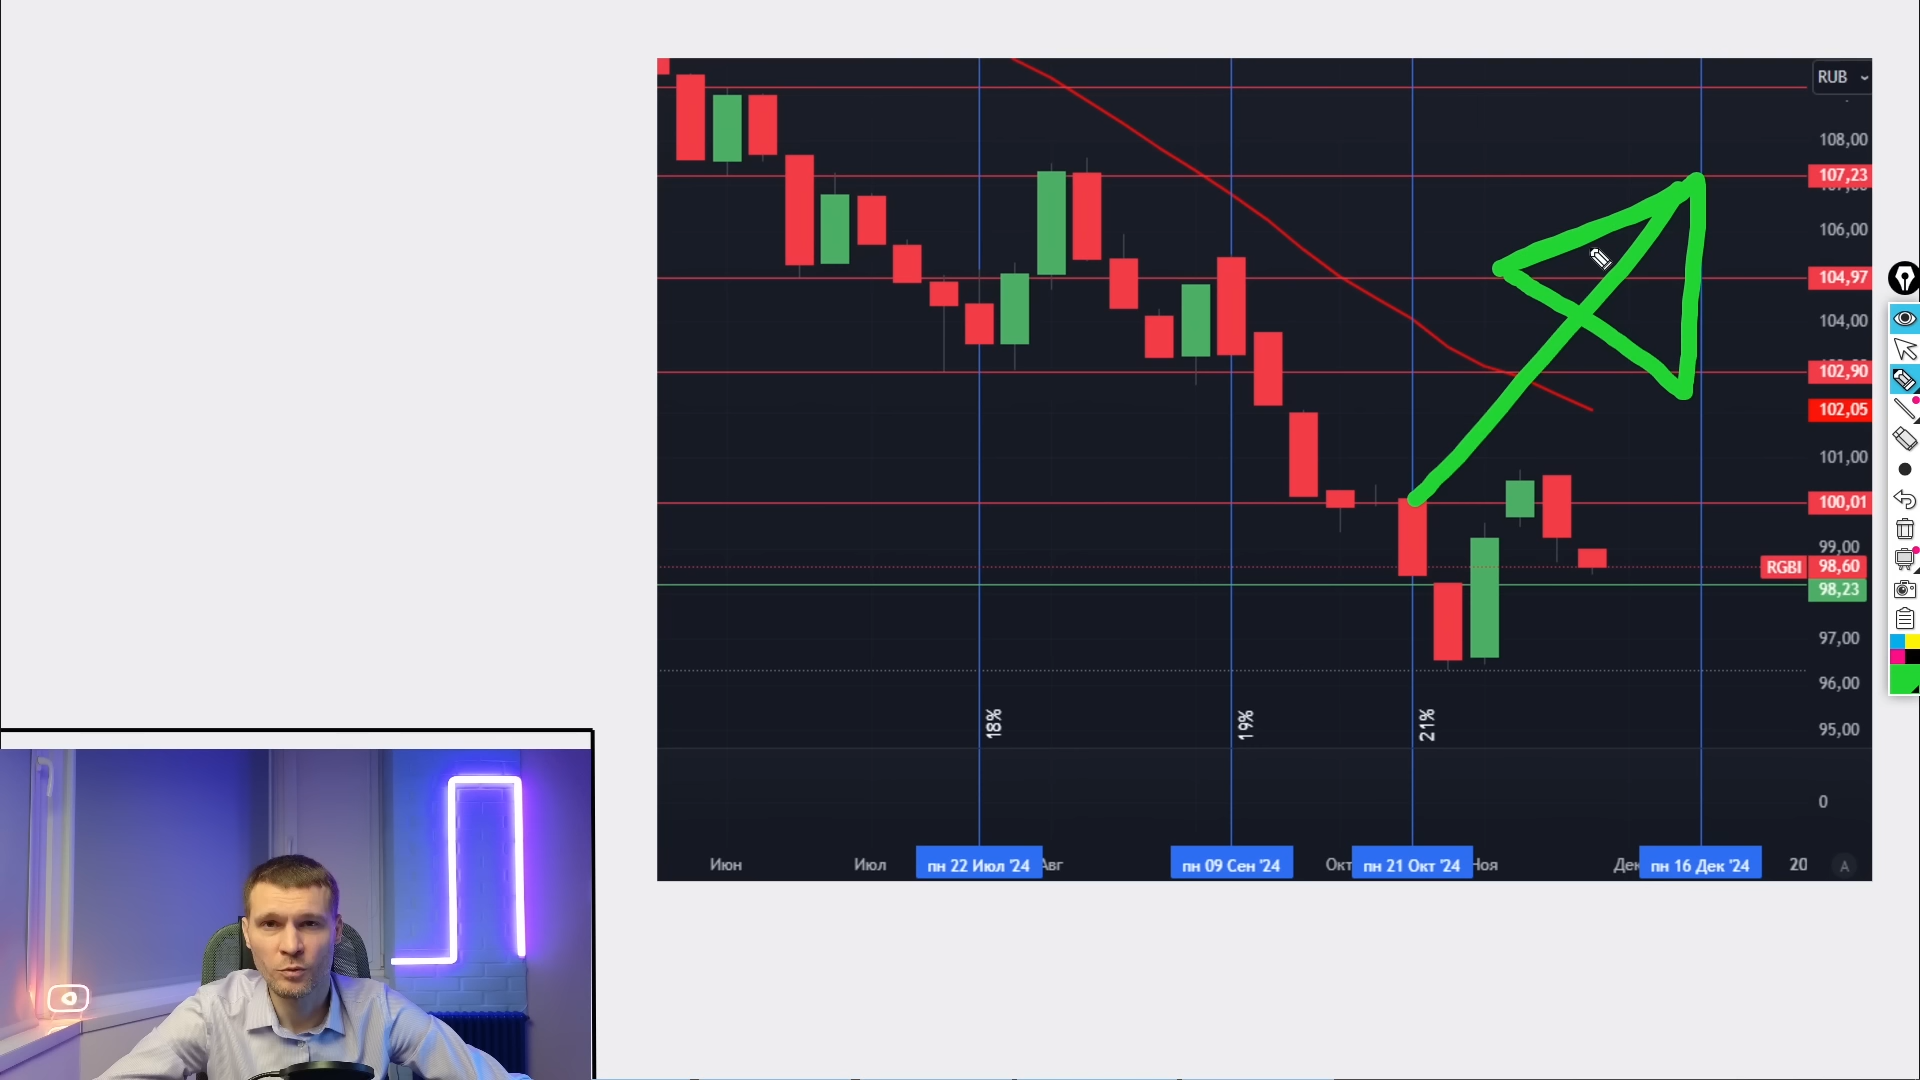 RUB
108,00
107,23
106,00
104,97
104,00
102,90
102,05
101,00
100,01
99,00
RGBI 98,60
98,23
97,00
96,00
95,00
18%
19%
21%
0
Июн
Июл
пн 22 Июл '24
Авг
пн 09 Сен '24
Окт
пн 21 Окт '24
Ноя
Дек
пн 16 Дек '24
20
A